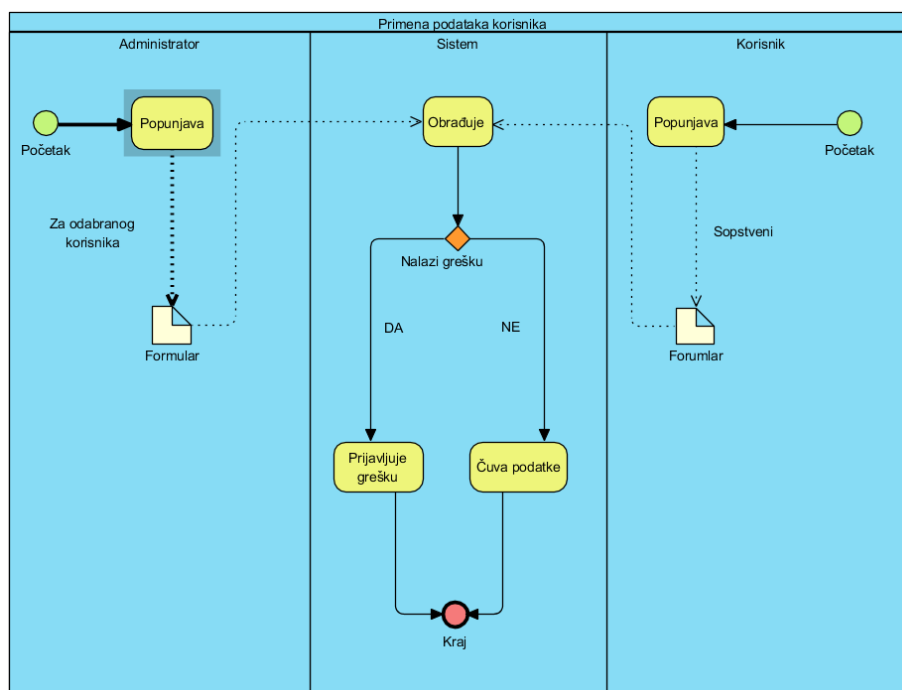 Primena podataka korisnika
Administrator
Sistem
Korisnik
Popunjava
Obrađuje
Popunjava
Početak
Početak
Za odabranog
korisnika
Sopstveni
Nalazi grešku
DA
NE
Formular
Forumlar
Prijavljuje
grešku
Čuva podatke
Kraj